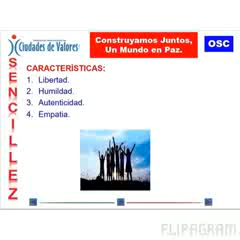 Ciudades de Valores
Construyamos Juntos,
Un Mundo en Paz.
OSC
SENCILLEZ
CARACTERÍSTICAS:
1. Libertad.
2. Humildad.
3. Autenticidad.
4. Empatia.
FLIPAGRAM